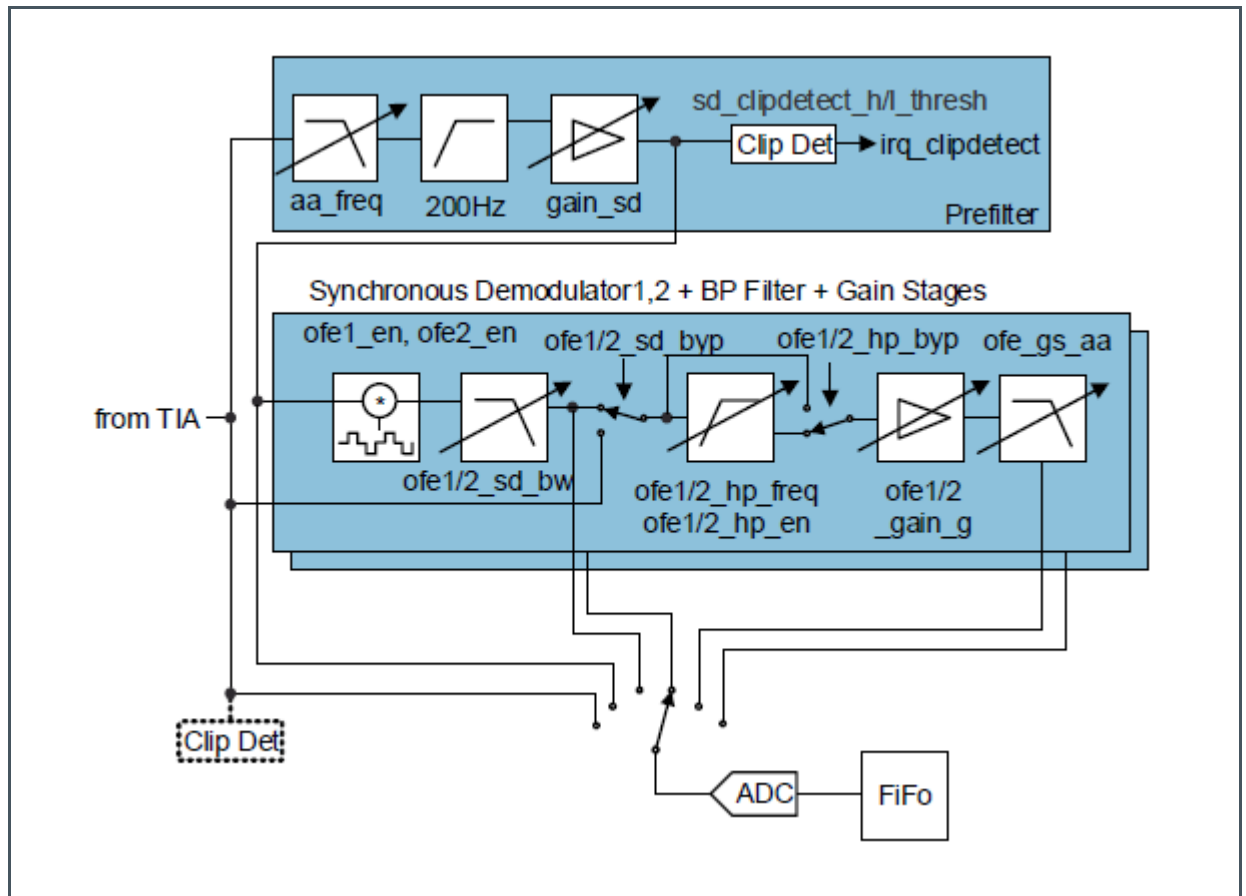 sd_clipdetect_h/l_thresh
Clip Det
irq_clipdetect
aa_freq
200Hz
gain_sd
Prefilter
Synchronous Demodulator1,2 + BP Filter + Gain Stages
ofe1_en, ofe2_en
ofe1/2_sd_byp
ofe1/2_hp_byp
ofe_gs_aa
*
from TIA
ofe1/2_sd_bw
ofe1/2_hp_freq
ofe1/2_hp_en
ofe1/2
_gain_g
Clip Det
ADC
FiFo